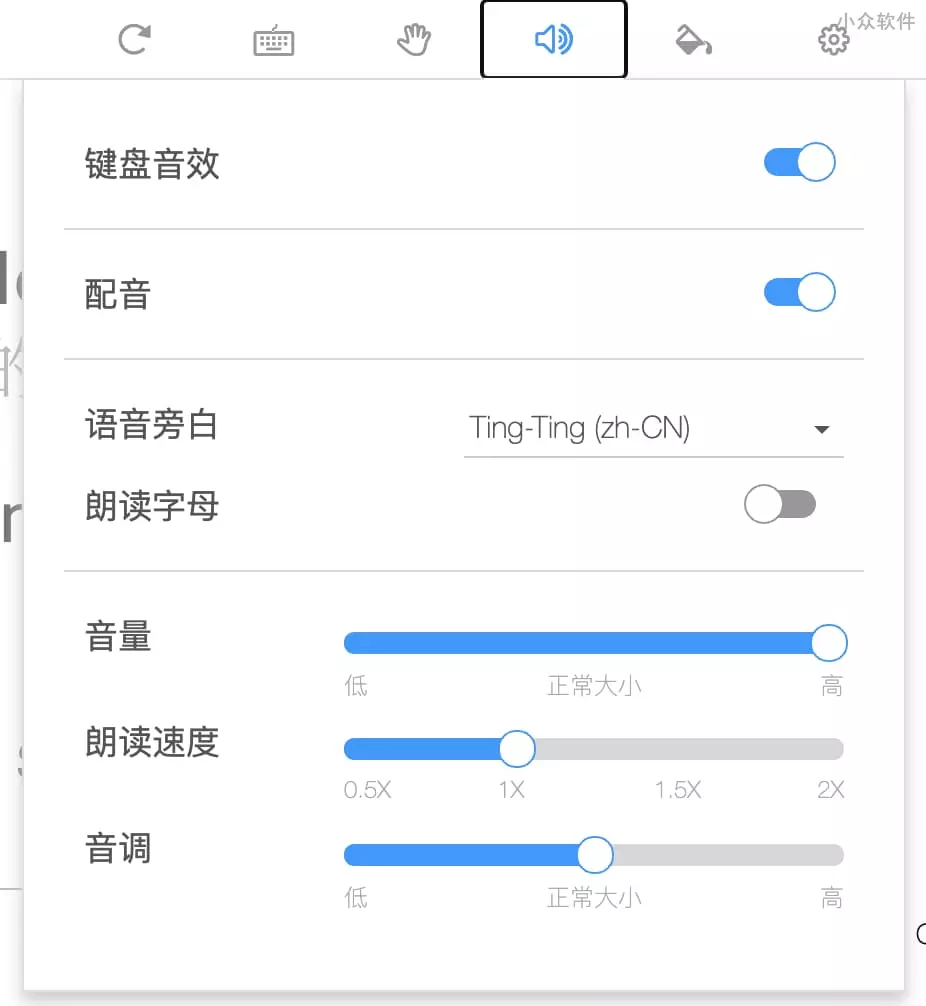 小众软件
键盘音效
配音
语音旁白 Ting-Ting (zh-CN)
朗读字母
音量
低 正常大小 高
朗读速度
0.5X 1X 1.5X 2X
音调
低 正常大小 高